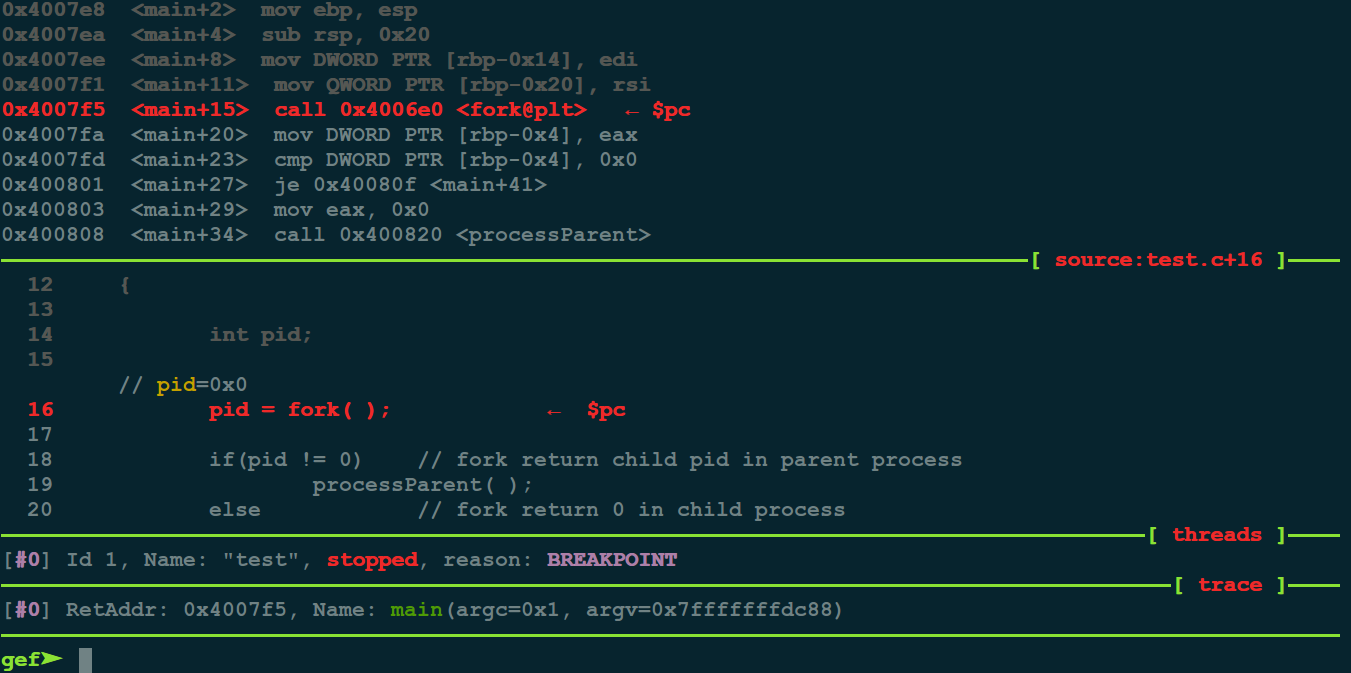 0x4007e8  <main+2>  mov ebp, esp
0x4007ea  <main+4>  sub rsp, 0x20
0x4007ee  <main+8>  mov DWORD PTR [rbp-0x14], edi
0x4007f1  <main+11>  mov QWORD PTR [rbp-0x20], rsi
0x4007f5  <main+15>  call 0x4006e0 <fork@plt>   ← $pc
0x4007fa  <main+20>  mov DWORD PTR [rbp-0x4], eax
0x4007fd  <main+23>  cmp DWORD PTR [rbp-0x4], 0x0
0x400801  <main+27>  je 0x40080f <main+41>
0x400803  <main+29>  mov eax, 0x0
0x400808  <main+34>  call 0x400820 <processParent>
[ source:test.c+16 ]
12      {
13
14             int pid;
15
// pid=0x0
16             pid = fork( );            ←  $pc
17
18             if(pid != 0)    // fork return child pid in parent process
19                     processParent( );
20             else            // fork return 0 in child process
[ threads ]
[#0] Id 1, Name: "test", stopped, reason: BREAKPOINT
[ trace ]
[#0] RetAddr: 0x4007f5, Name: main(argc=0x1, argv=0x7fffffffdc88)
gef➤